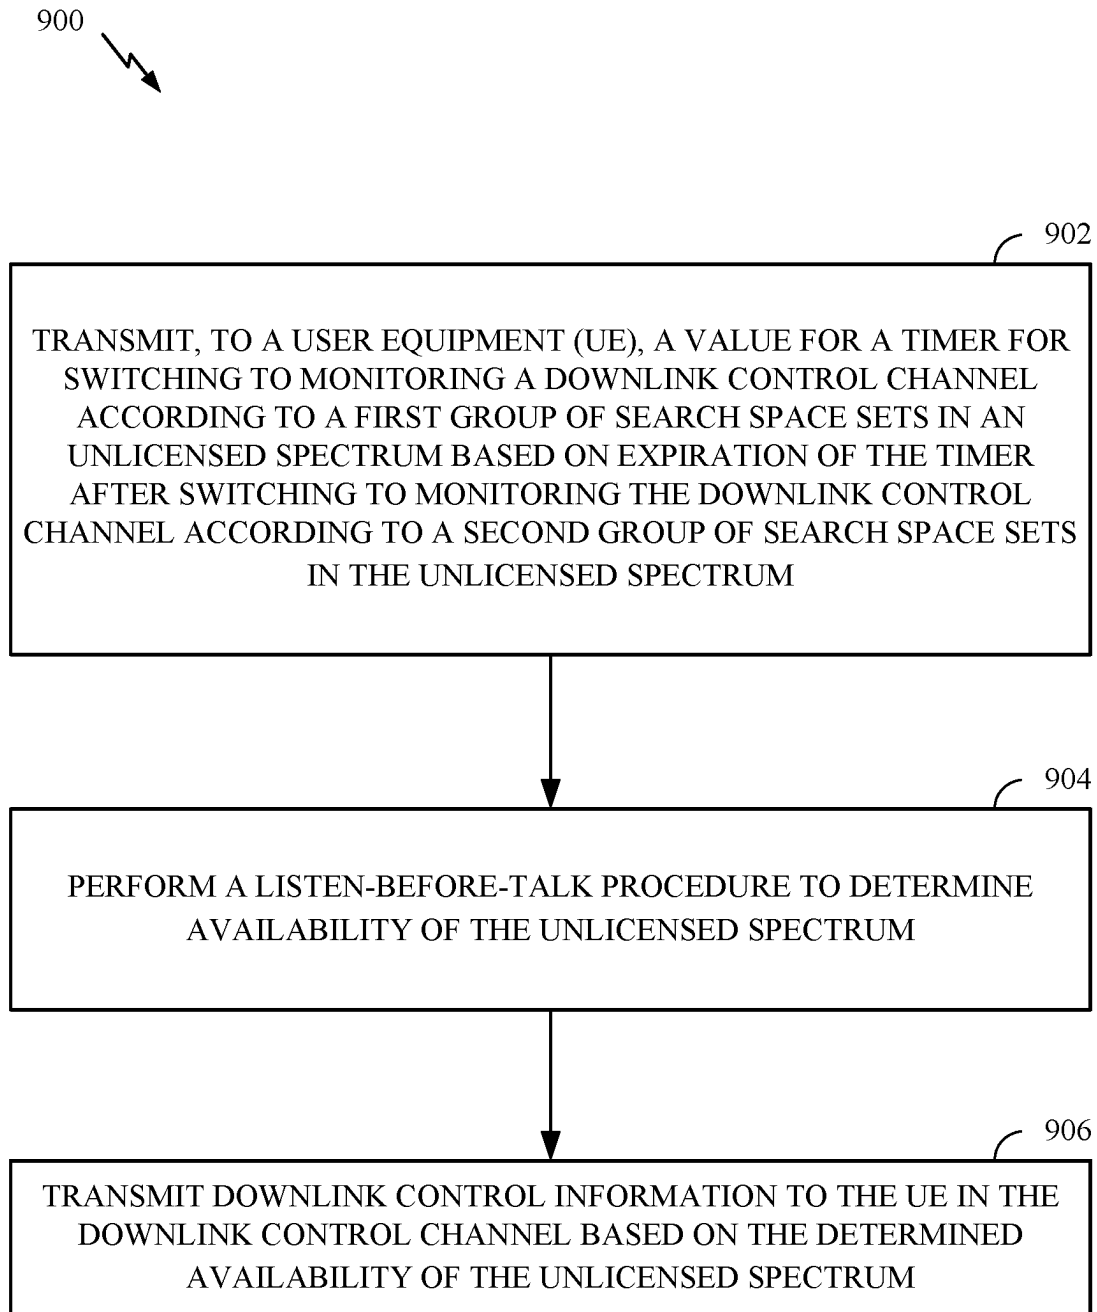 900
902
TRANSMIT, TO A USER EQUIPMENT (UE), A VALUE FOR A TIMER FOR
SWITCHING TO MONITORING A DOWNLINK CONTROL CHANNEL
ACCORDING TO A FIRST GROUP OF SEARCH SPACE SETS IN AN
UNLICENSED SPECTRUM BASED ON EXPIRATION OF THE TIMER
AFTER SWITCHING TO MONITORING THE DOWNLINK CONTROL
CHANNEL ACCORDING TO A SECOND GROUP OF SEARCH SPACE SETS
IN THE UNLICENSED SPECTRUM
904
PERFORM A LISTEN-BEFORE-TALK PROCEDURE TO DETERMINE
AVAILABILITY OF THE UNLICENSED SPECTRUM
906
TRANSMIT DOWNLINK CONTROL INFORMATION TO THE UE IN THE
DOWNLINK CONTROL CHANNEL BASED ON THE DETERMINED
AVAILABILITY OF THE UNLICENSED SPECTRUM